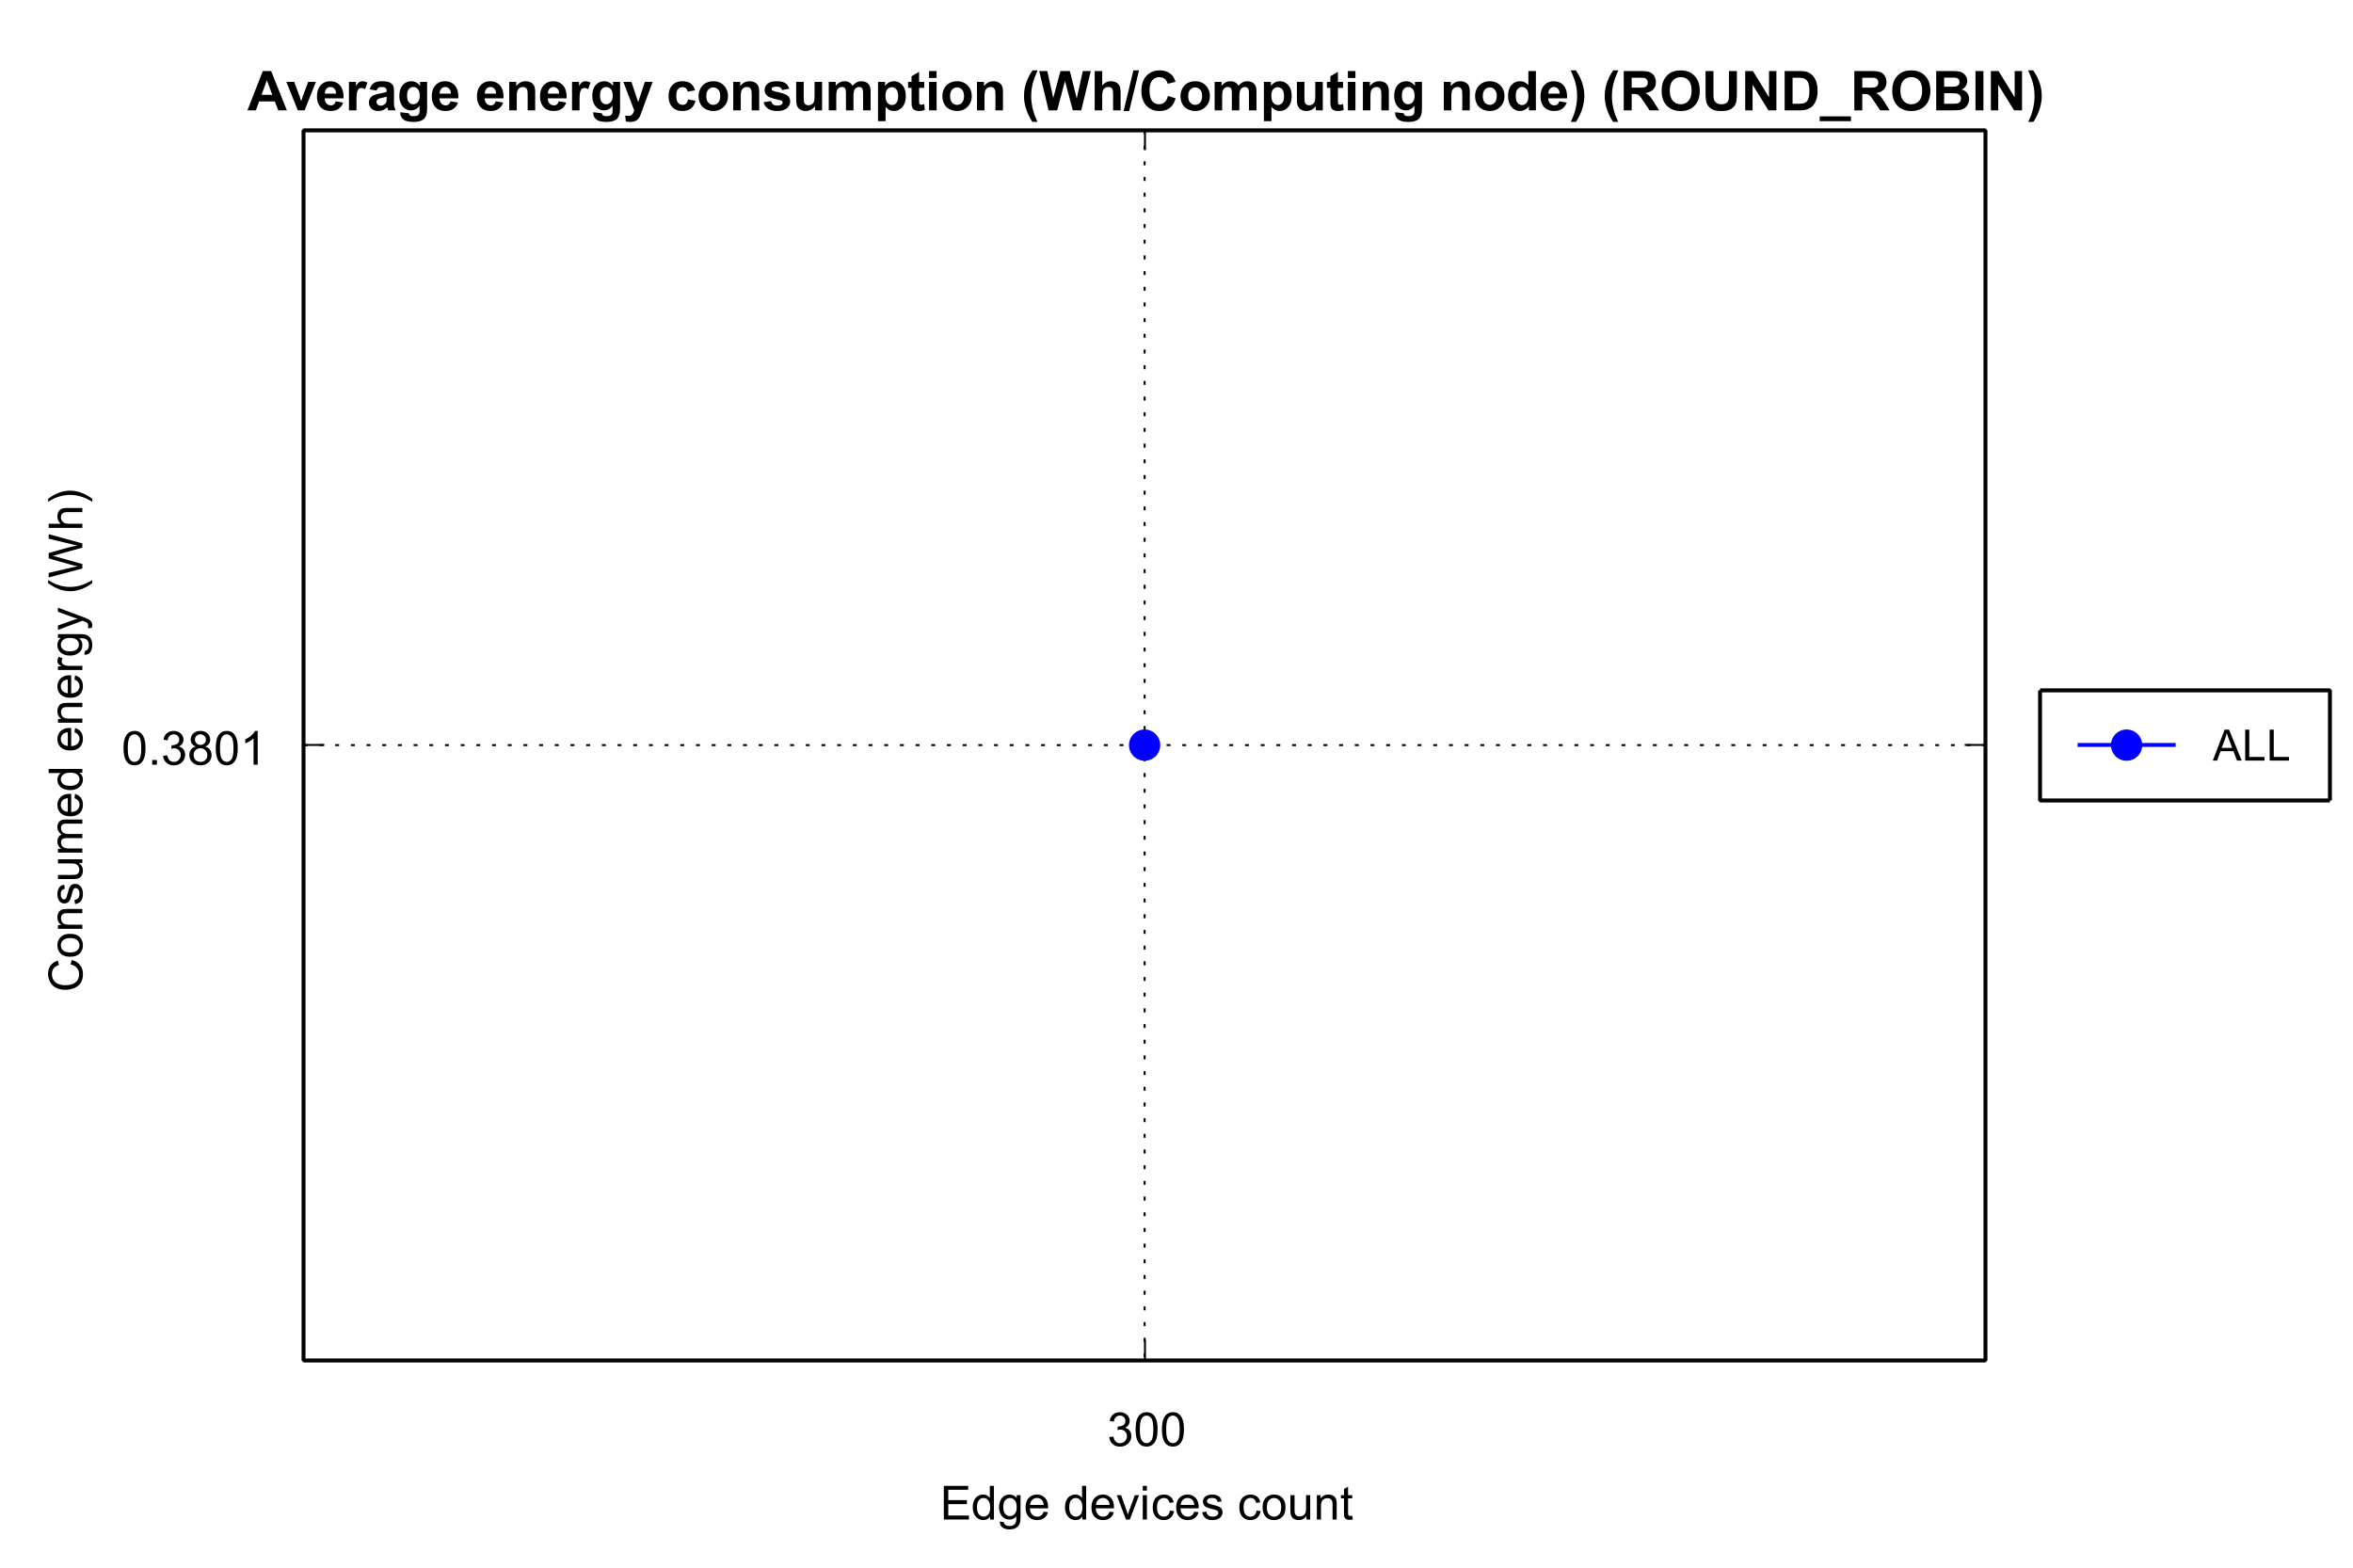 Average energy consumption (Wh/Computing node) (ROUND_ROBIN)
Consumed energy (Wh)
0.3801
ALL
300
Edge devices count